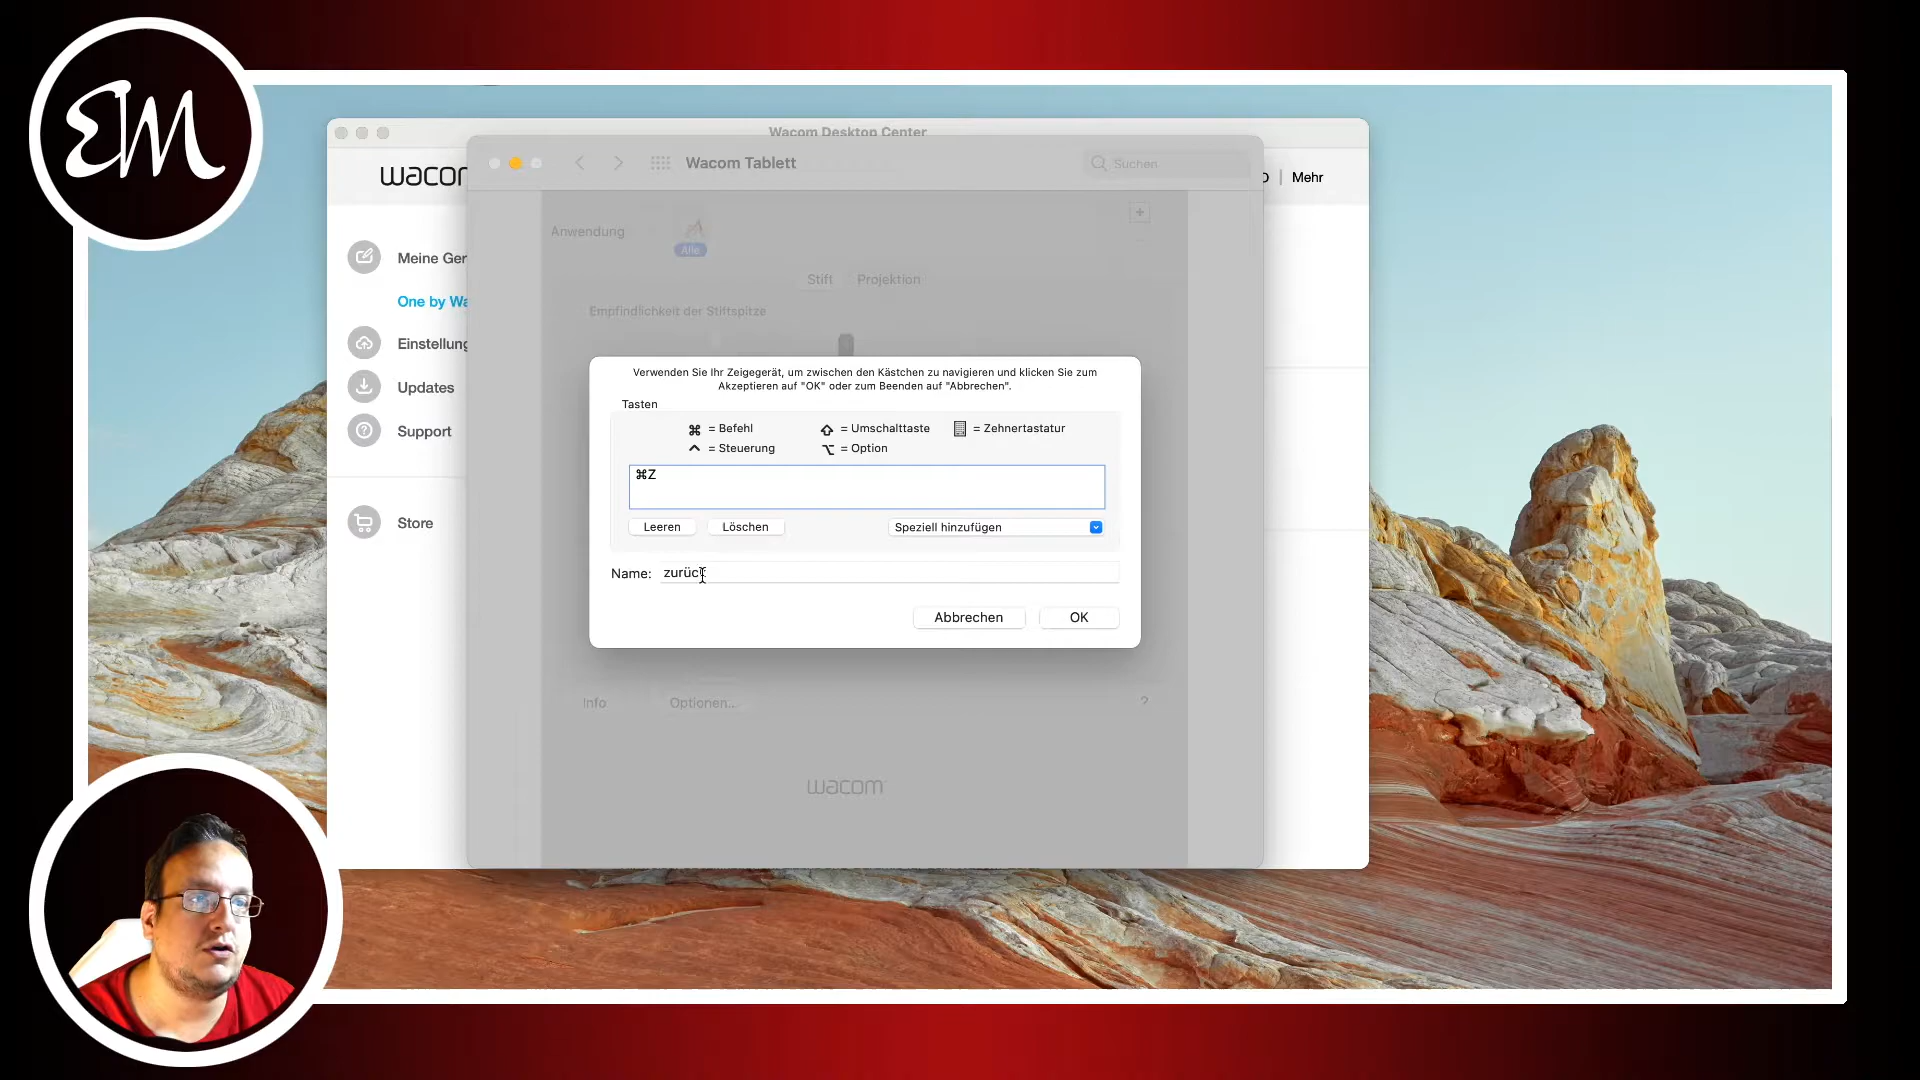 EM
Wacom Desktop Center
wacom
Wacom Tablett
Suchen
Mehr
Anwendung
Alle
Meine Ger
Stift
Projektion
One by Wa
Empfindlichkeit der Stiftspitze
Einstellung
Updates
Support
Store
Verwenden Sie Ihr Zeigegerät, um zwischen den Kästchen zu navigieren und klicken Sie zum
Akzeptieren auf "OK" oder zum Beenden auf "Abbrechen".
Tasten
⌘ = Befehl
⇧ = Umschalttaste
= Zehnertastatur
^ = Steuerung
⌥ = Option
⌘Z
Leeren
Löschen
Speziell hinzufügen
Name: zurück
Abbrechen
OK
Info
Optionen...
?
wacom